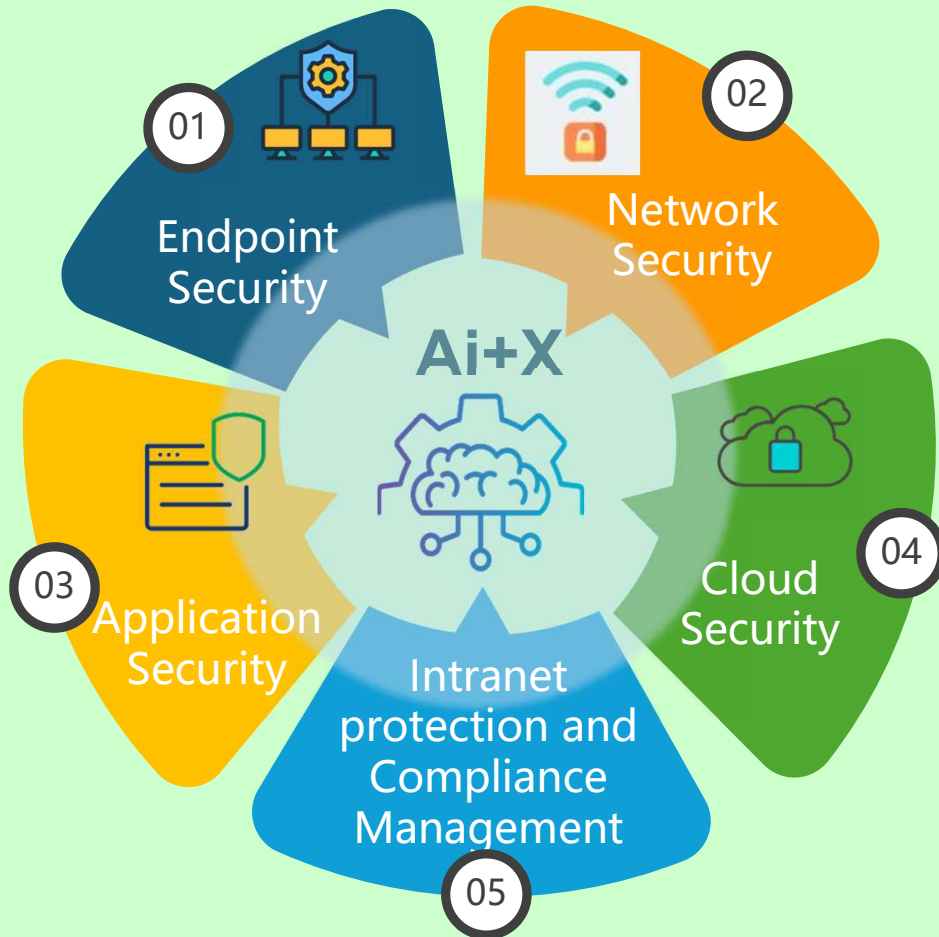 01
Endpoint
Security
02
Network
Security
Ai+X
03
Application
Security
04
Cloud
Security
Intranet
protection and
Compliance
Management
05